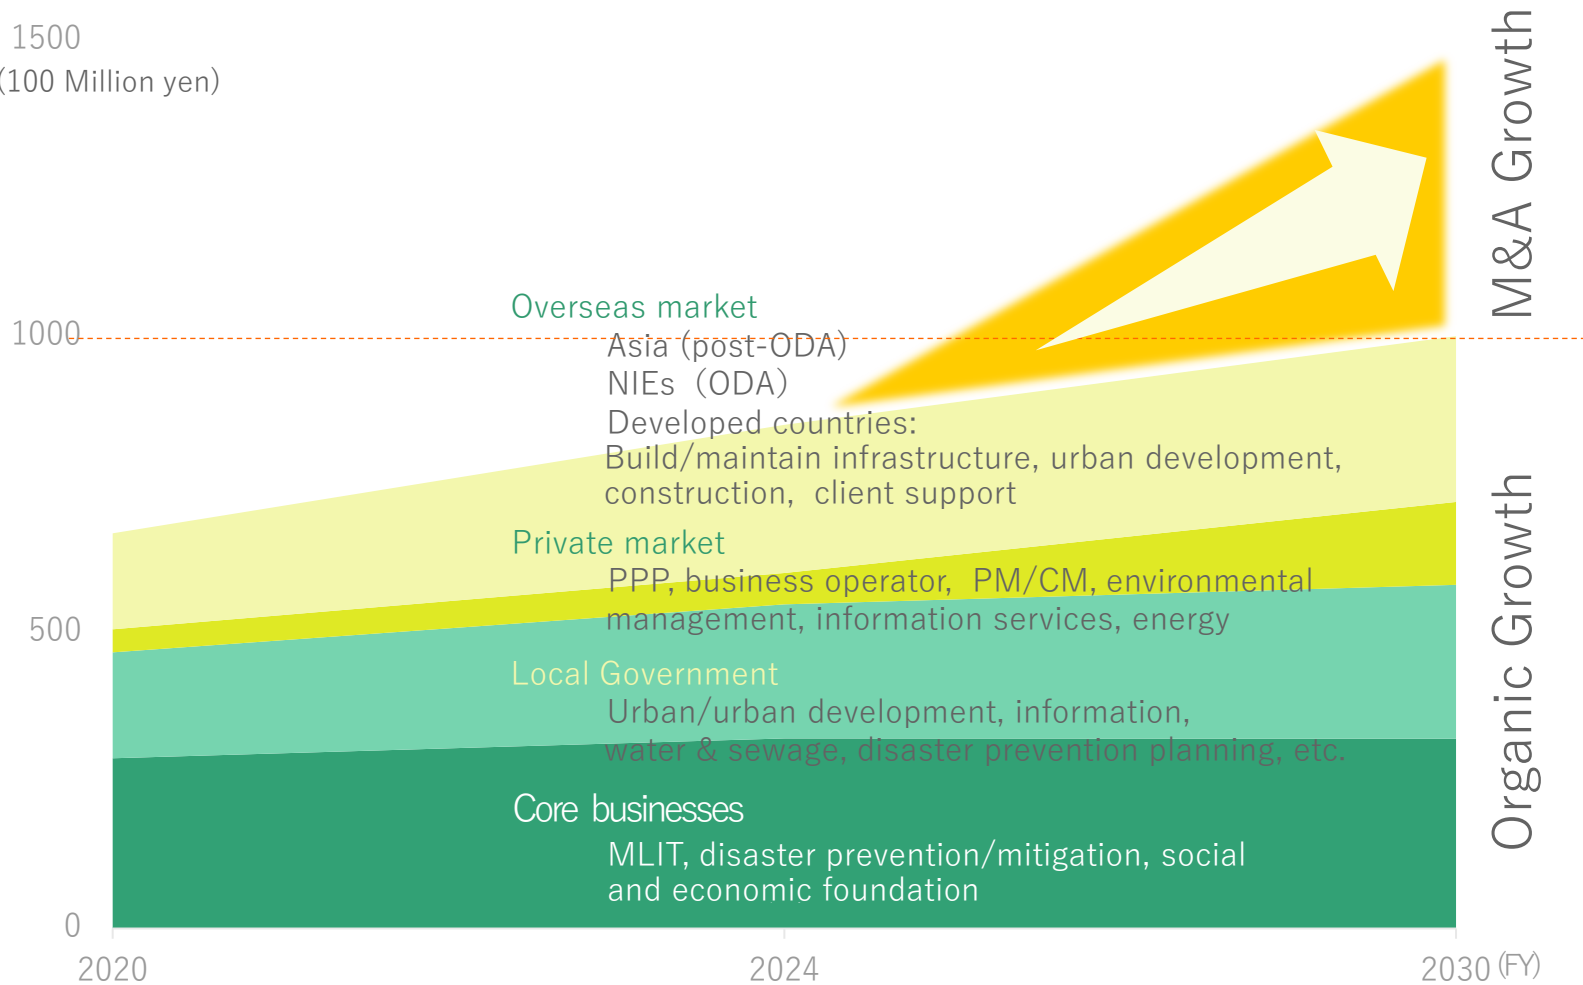 1500
(100 Million yen)
M&A Growth
Overseas market
1000
Asia (post-ODA)
NIEs (ODA)
Developed countries:
Build/maintain infrastructure, urban development,
construction, client support
Organic Growth
Private market
PPP, business operator, PM/CM, environmental
management, information services, energy
500
Local Government
Urban/urban development, information,
water & sewage, disaster prevention planning, etc.
Core businesses
MLIT, disaster prevention/mitigation, social
and economic foundation
0
2020 2024 2030 (FY)